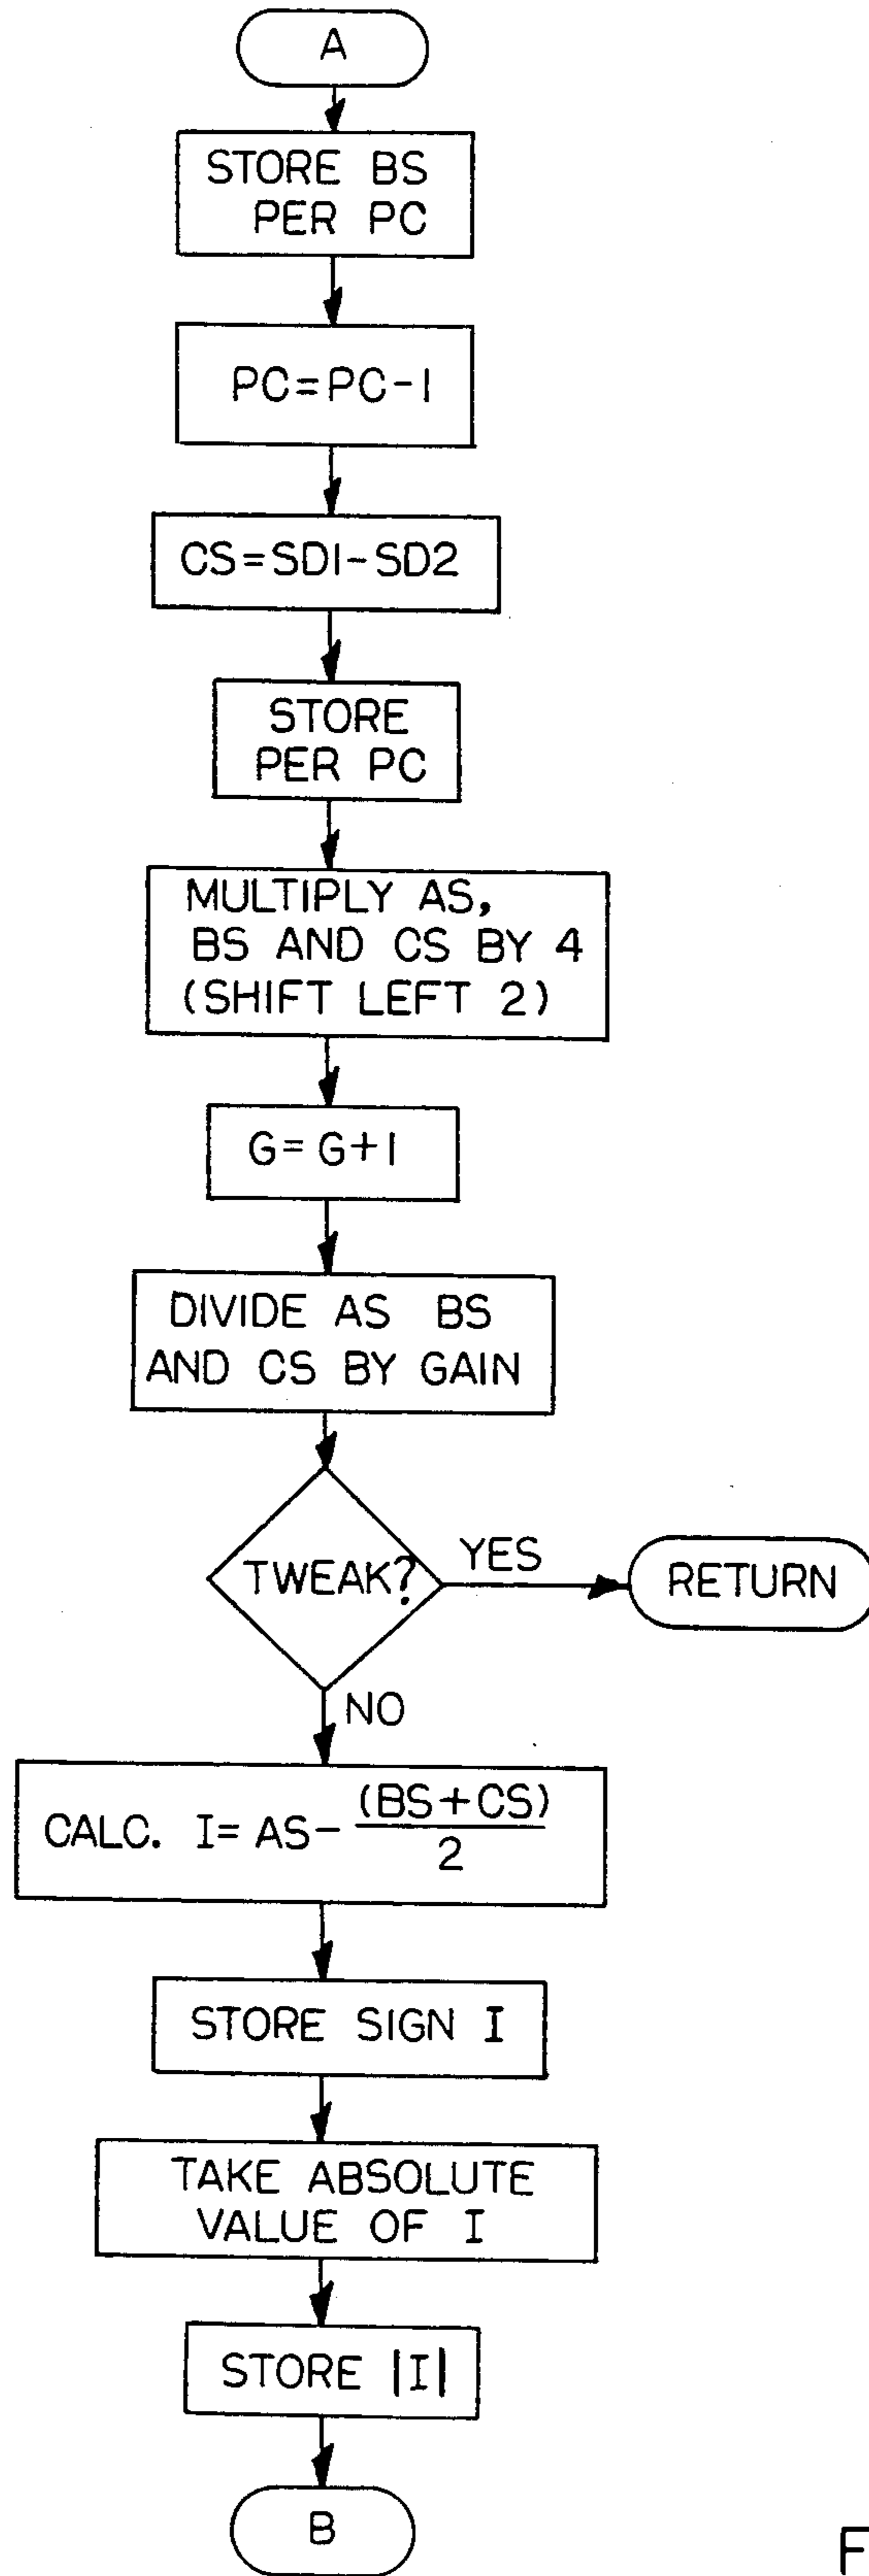 A
STORE BS
PER PC
PC=PC-1
CS=SD1-SD2
STORE
PER PC
MULTIPLY AS,
BS AND CS BY 4
(SHIFT LEFT 2)
G=G+1
DIVIDE AS BS
AND CS BY GAIN
TWEAK?
YES
RETURN
NO
CALC. I=AS-(BS+CS)
2
STORE SIGN I
TAKE ABSOLUTE
VALUE OF I
STORE |I|
B
F